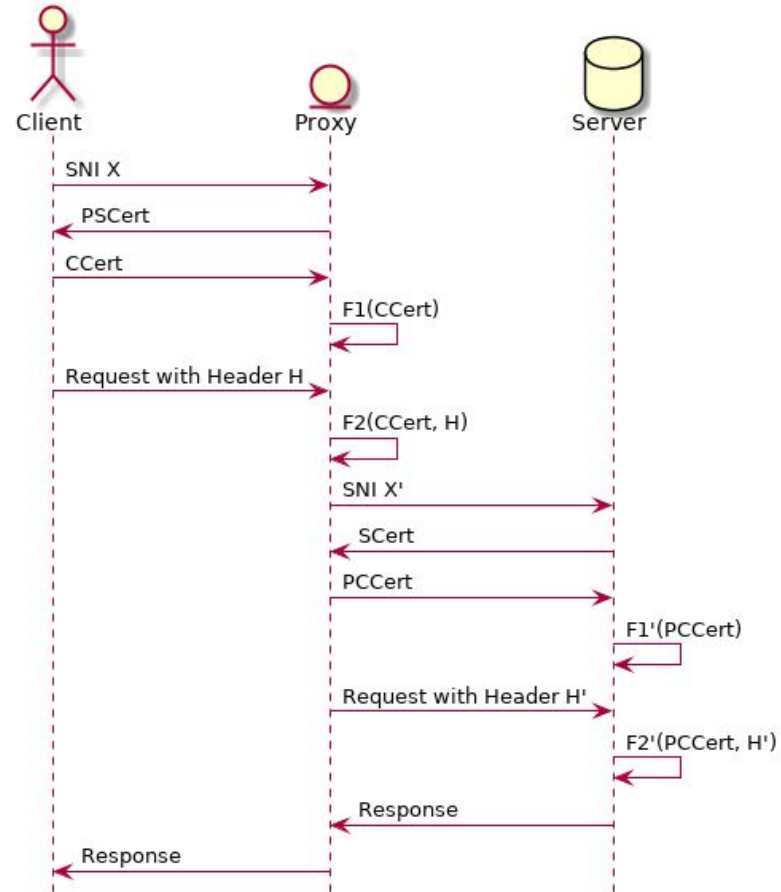 Client
Proxy
Server
SNI X
PSCert
CCert
F1(CCert)
Request with Header H
F2(CCert, H)
SNI X'
SCert
PCCert
F1'(PCCert)
Request with Header H'
F2'(PCCert, H')
Response
Response